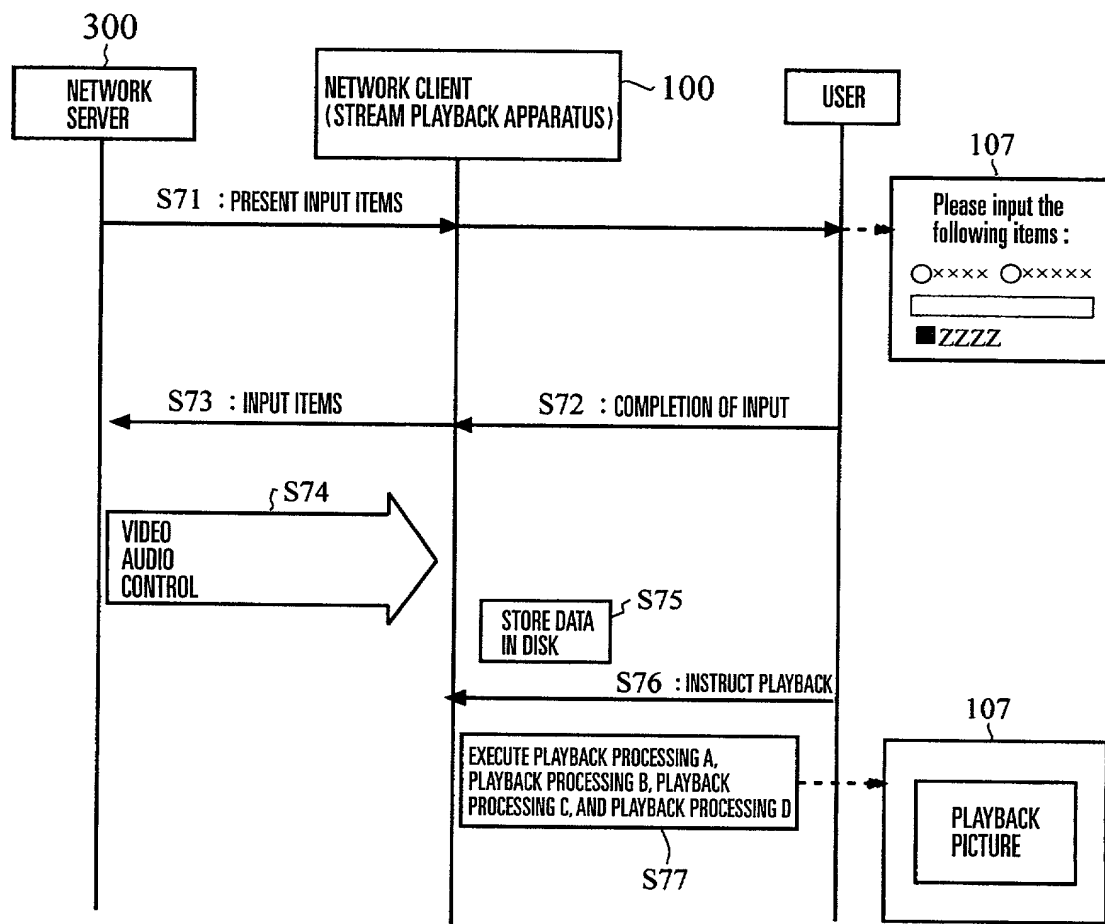 300
NETWORK
SERVER
NETWORK CLIENT
(STREAM PLAYBACK APPARATUS)
100
USER
107
S71 : PRESENT INPUT ITEMS
Please input the
following items :
○×××× ○×××××
■ZZZZ
S73 : INPUT ITEMS
S72 : COMPLETION OF INPUT
S74
VIDEO
AUDIO
CONTROL
STORE DATA
IN DISK
S75
S76 : INSTRUCT PLAYBACK
107
EXECUTE PLAYBACK PROCESSING A,
PLAYBACK PROCESSING B, PLAYBACK
PROCESSING C, AND PLAYBACK PROCESSING D
PLAYBACK
PICTURE
S77